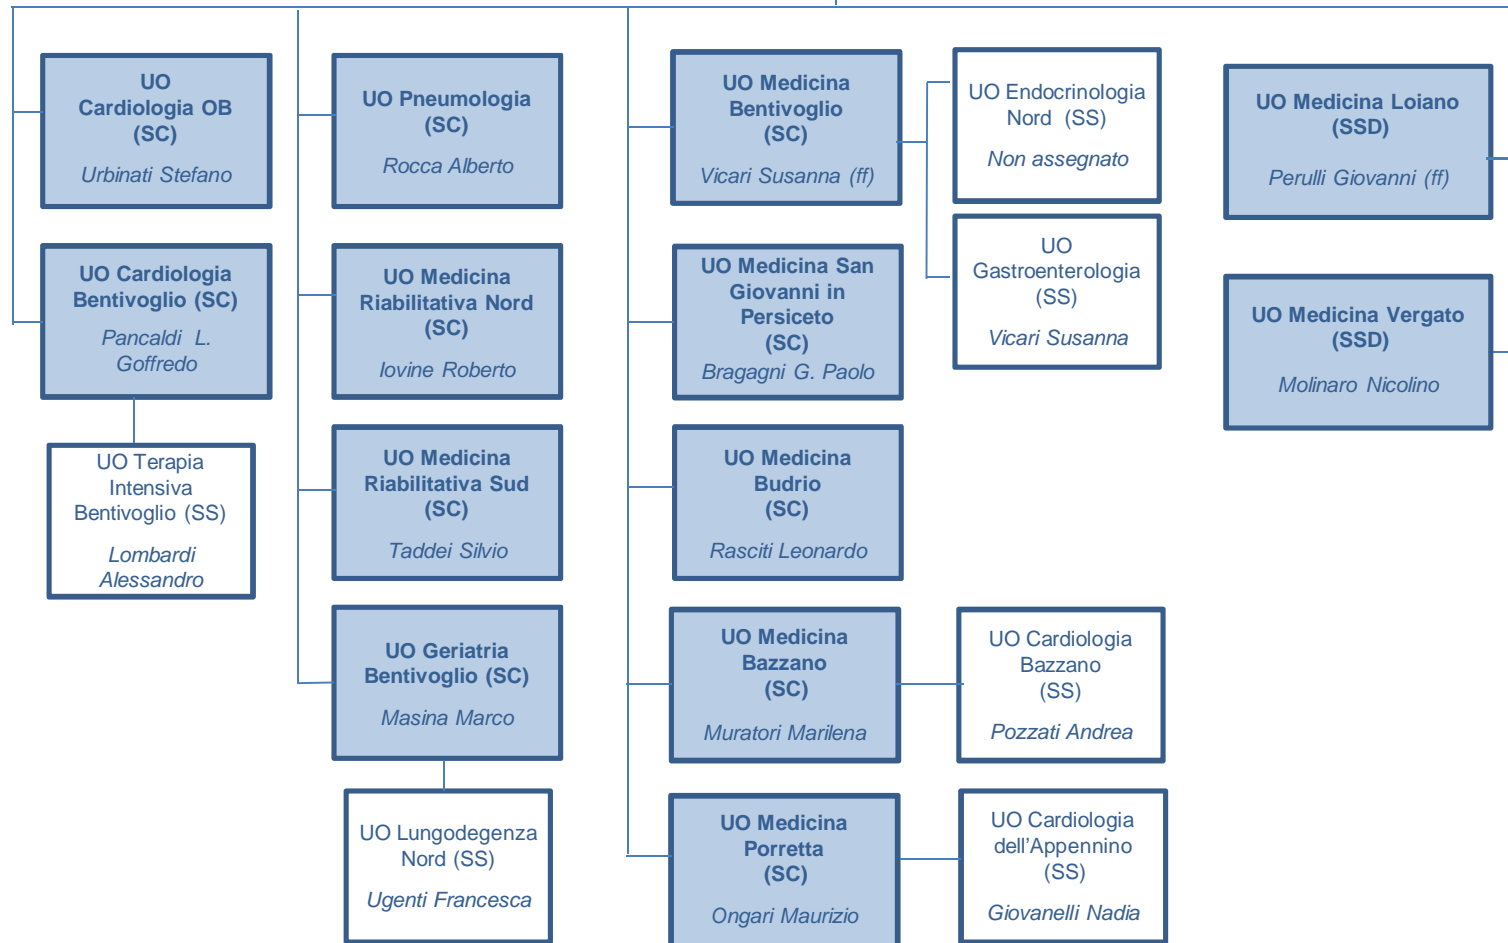 UO
Cardiologia OB
(SC)
Urbinati Stefano
UO Cardiologia
Bentivoglio (SC)
Pancaldi L.
Goffredo
UO Terapia
Intensiva
Bentivoglio (SS)
Lombardi
Alessandro
UO Pneumologia
(SC)
Rocca Alberto
UO Medicina
Riabilitativa Nord
(SC)
Iovine Roberto
UO Medicina
Riabilitativa Sud
(SC)
Taddei Silvio
UO Geriatria
Bentivoglio (SC)
Masina Marco
UO Lungodegenza
Nord (SS)
Ugenti Francesca
UO Medicina
Bentivoglio
(SC)
Vicari Susanna (ff)
UO Endocrinologia
Nord (SS)
Non assegnato
UO
Gastroenterologia
(SS)
Vicari Susanna
UO Medicina San
Giovanni in
Persiceto
(SC)
Bragagni G. Paolo
UO Medicina
Budrio
(SC)
Rasciti Leonardo
UO Medicina
Bazzano
(SC)
Muratori Marilena
UO Cardiologia
Bazzano
(SS)
Pozzati Andrea
UO Medicina
Porretta
(SC)
Ongari Maurizio
UO Cardiologia
dell'Appennino
(SS)
Giovanelli Nadia
UO Medicina Loiano
(SSD)
Perulli Giovanni (ff)
UO Medicina Vergato
(SSD)
Molinaro Nicolino